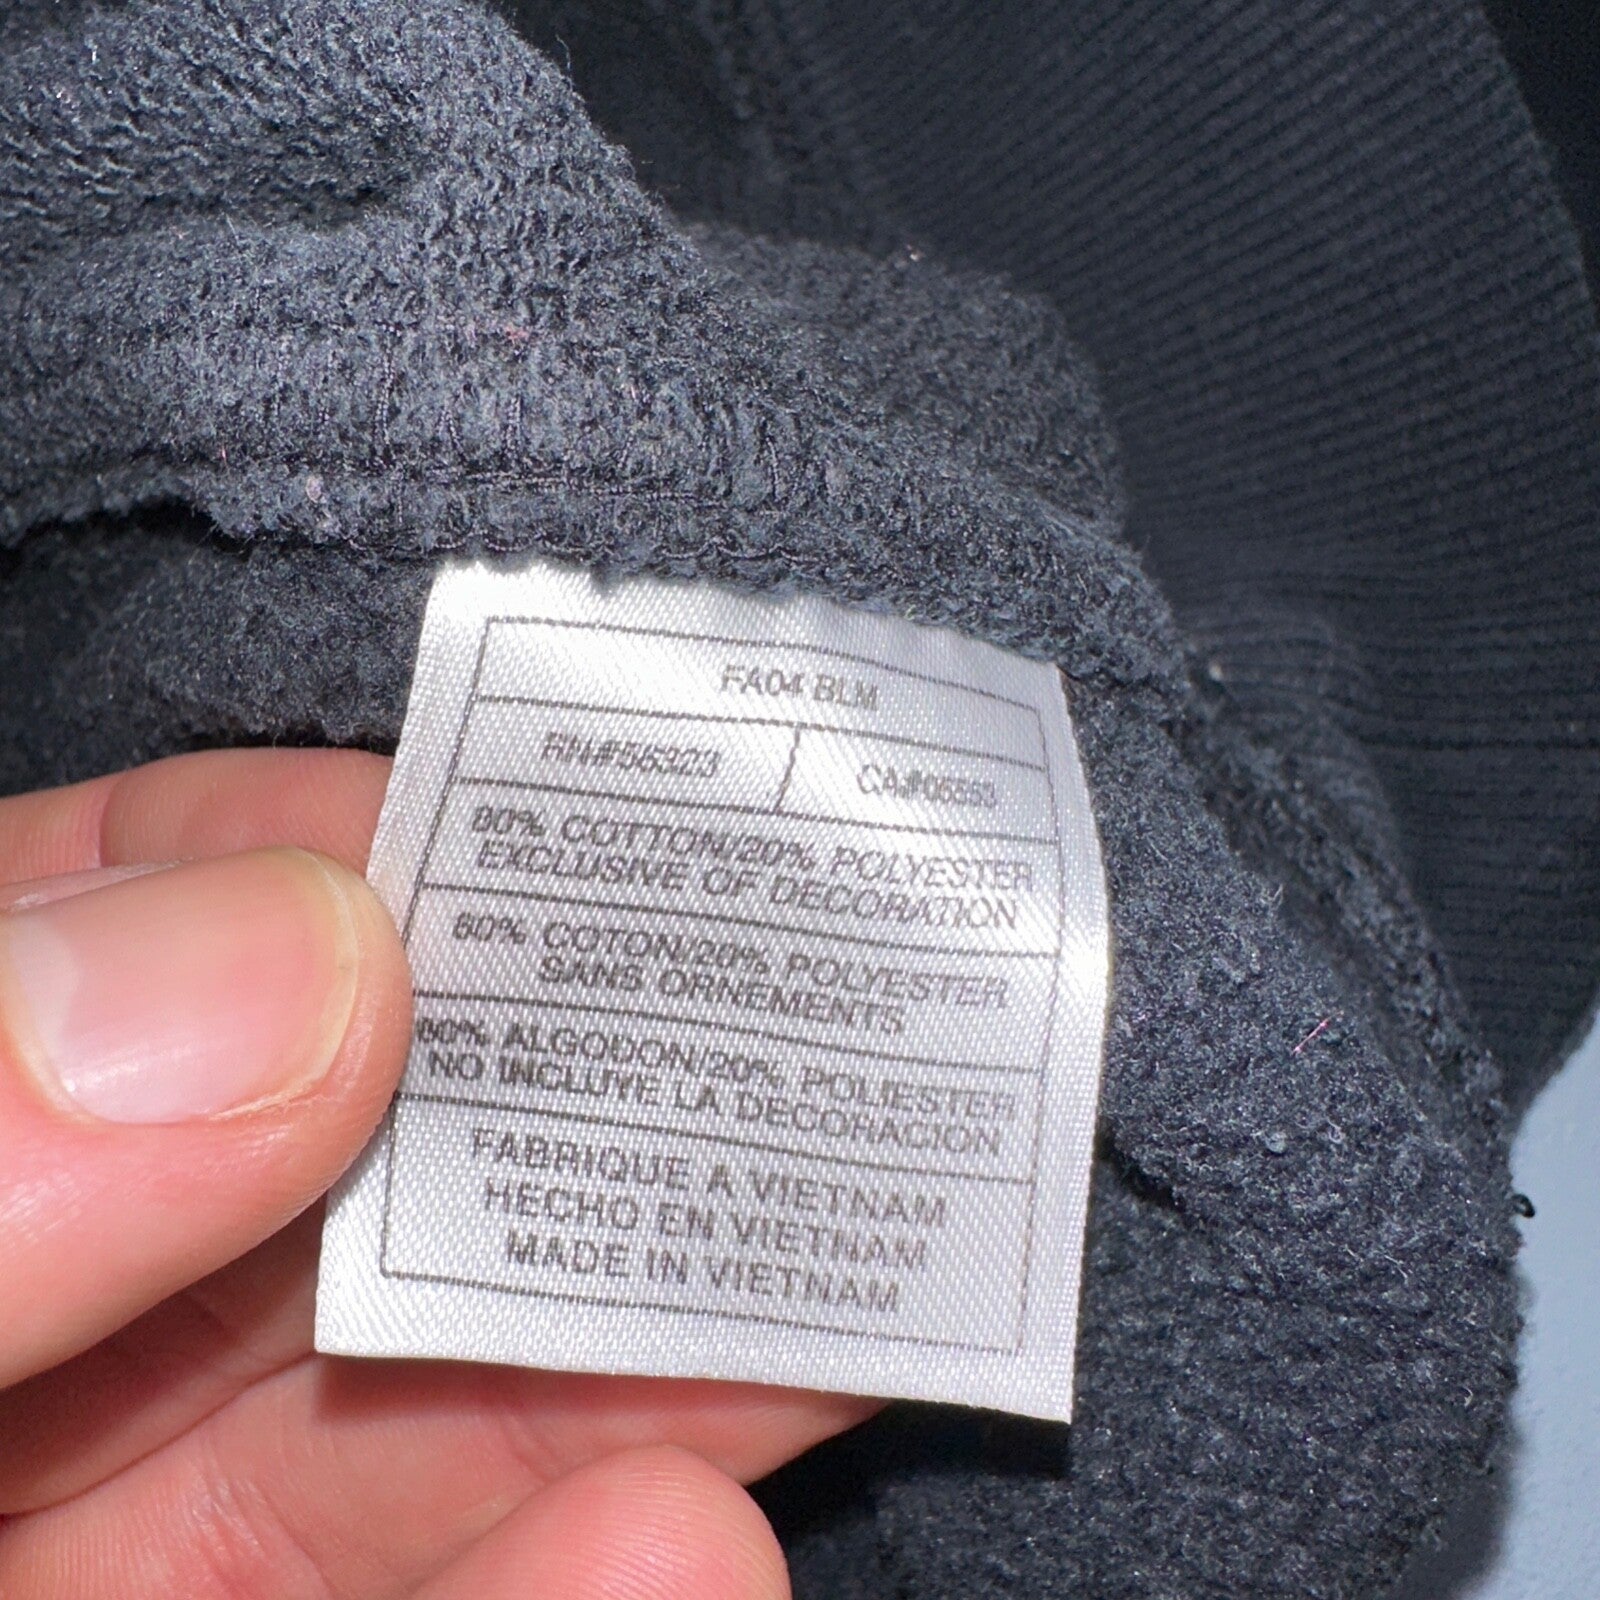 FA04 BLM
RN#56323 CA#05553
80% COTTON/20% POLYESTER
EXCLUSIVE OF DECORATION
80% COTON/20% POLYESTER
SANS ORNEMENTS
80% ALGODON/20% POLIESTER
NO INCLUYE LA DECORACION
FABRIQUE A VIETNAM
HECHO EN VIETNAM
MADE IN VIETNAM